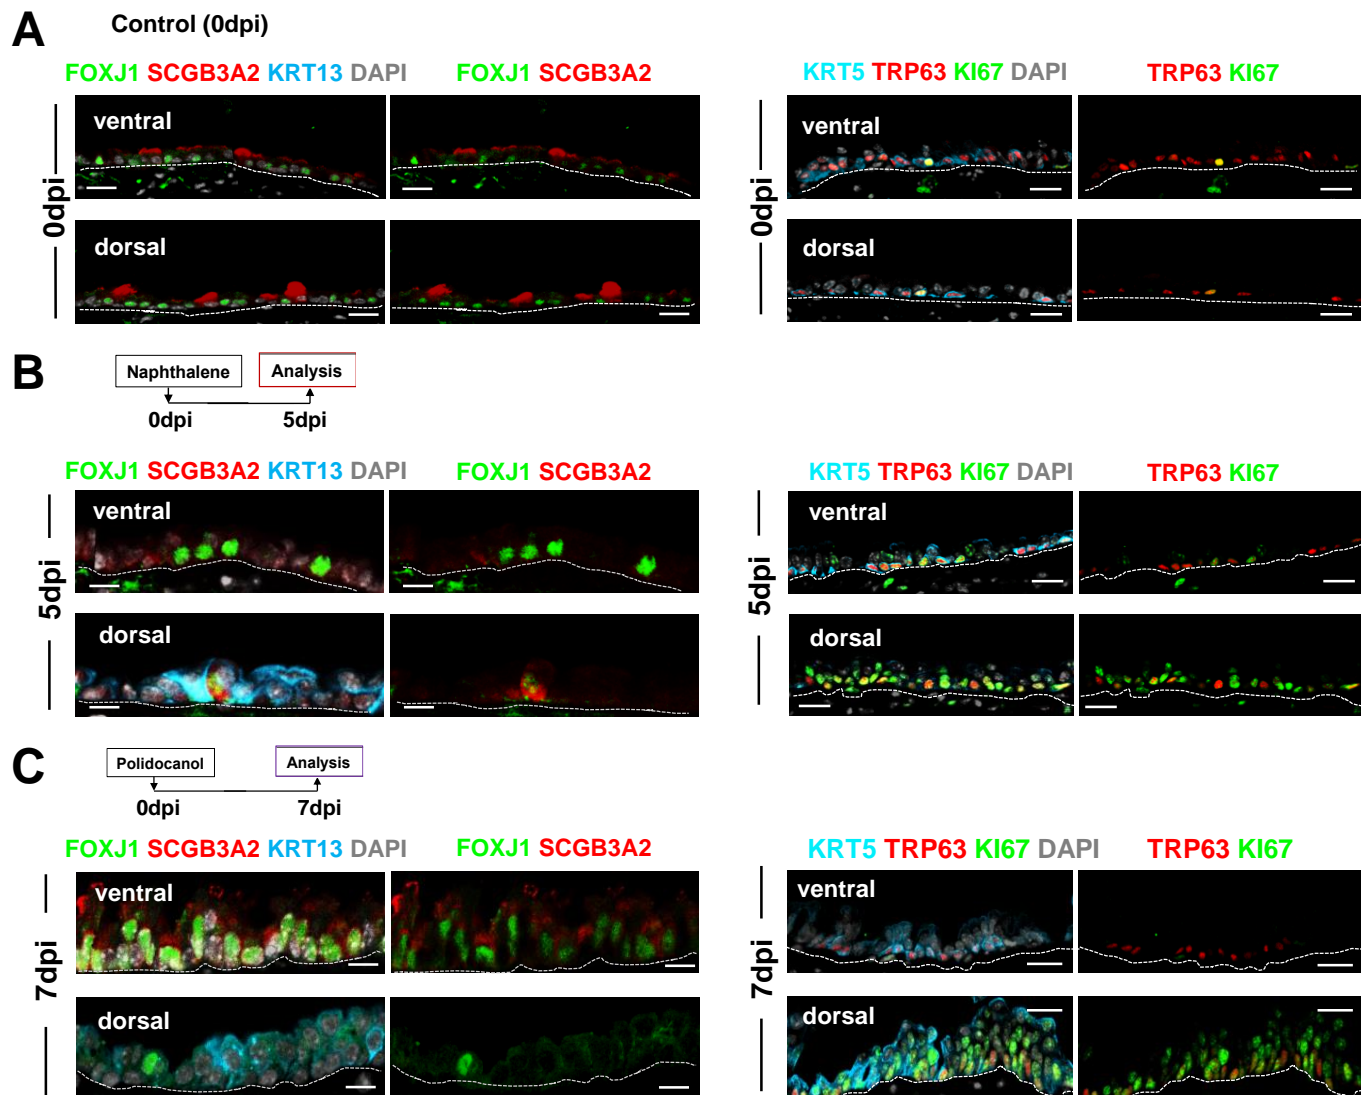 A
Control (0dpi)
FOXJ1 SCGB3A2 KRT13 DAPI
FOXJ1 SCGB3A2
KRT5 TRP63 KI67 DAPI
TRP63 KI67
0dpi
ventral
dorsal
0dpi
ventral
dorsal
B
Naphthalene
Analysis
0dpi
5dpi
FOXJ1 SCGB3A2 KRT13 DAPI
FOXJ1 SCGB3A2
KRT5 TRP63 KI67 DAPI
TRP63 KI67
5dpi
ventral
dorsal
5dpi
ventral
dorsal
C
Polidocanol
Analysis
0dpi
7dpi
FOXJ1 SCGB3A2 KRT13 DAPI
FOXJ1 SCGB3A2
KRT5 TRP63 KI67 DAPI
TRP63 KI67
7dpi
ventral
dorsal
7dpi
ventral
dorsal